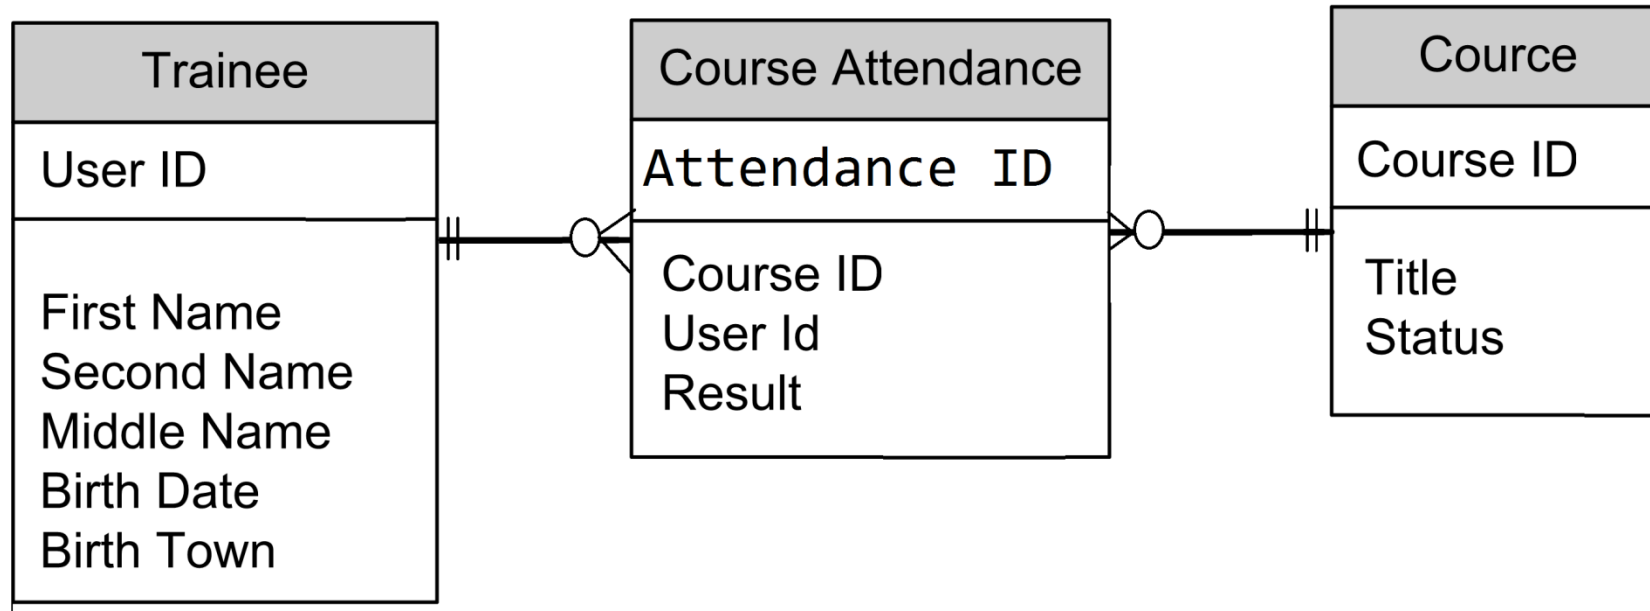 Trainee
User ID
First Name
Second Name
Middle Name
Birth Date
Birth Town
Course Attendance
Attendance ID
Course ID
User Id
Result
Cource
Course ID
Title
Status